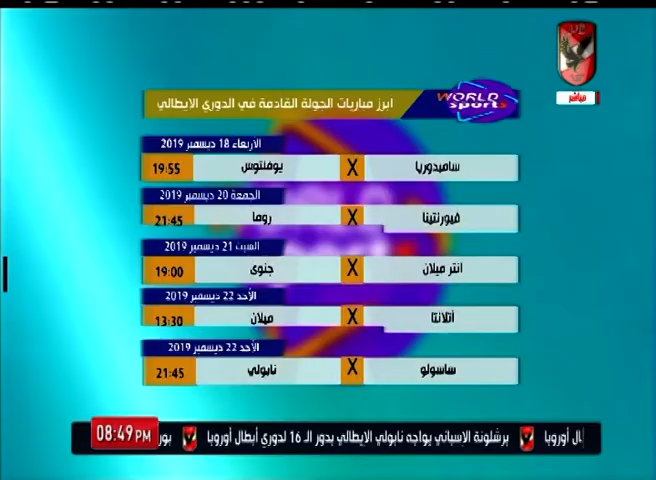 مباشر
WORLD
sports
ابرز مباريات الجولة القادمة في الدوري الايطالي
الأربعاء 18 ديسمبر 2019
سامبدوريا X يوفنتوس 19:55
الجمعة 20 ديسمبر 2019
فيورنتينا X روما 21:45
السبت 21 ديسمبر 2019
انتر ميلان X جنوى 19:00
الأحد 22 ديسمبر 2019
أتلانتا X ميلان 13:30
الأحد 22 ديسمبر 2019
ساسولو X نابولي 21:45
ال أوروبا برشلونة الاسباني يواجه نابولي الايطالي بدور الـ 16 لدوري أبطال أوروبا بور
08:49 PM